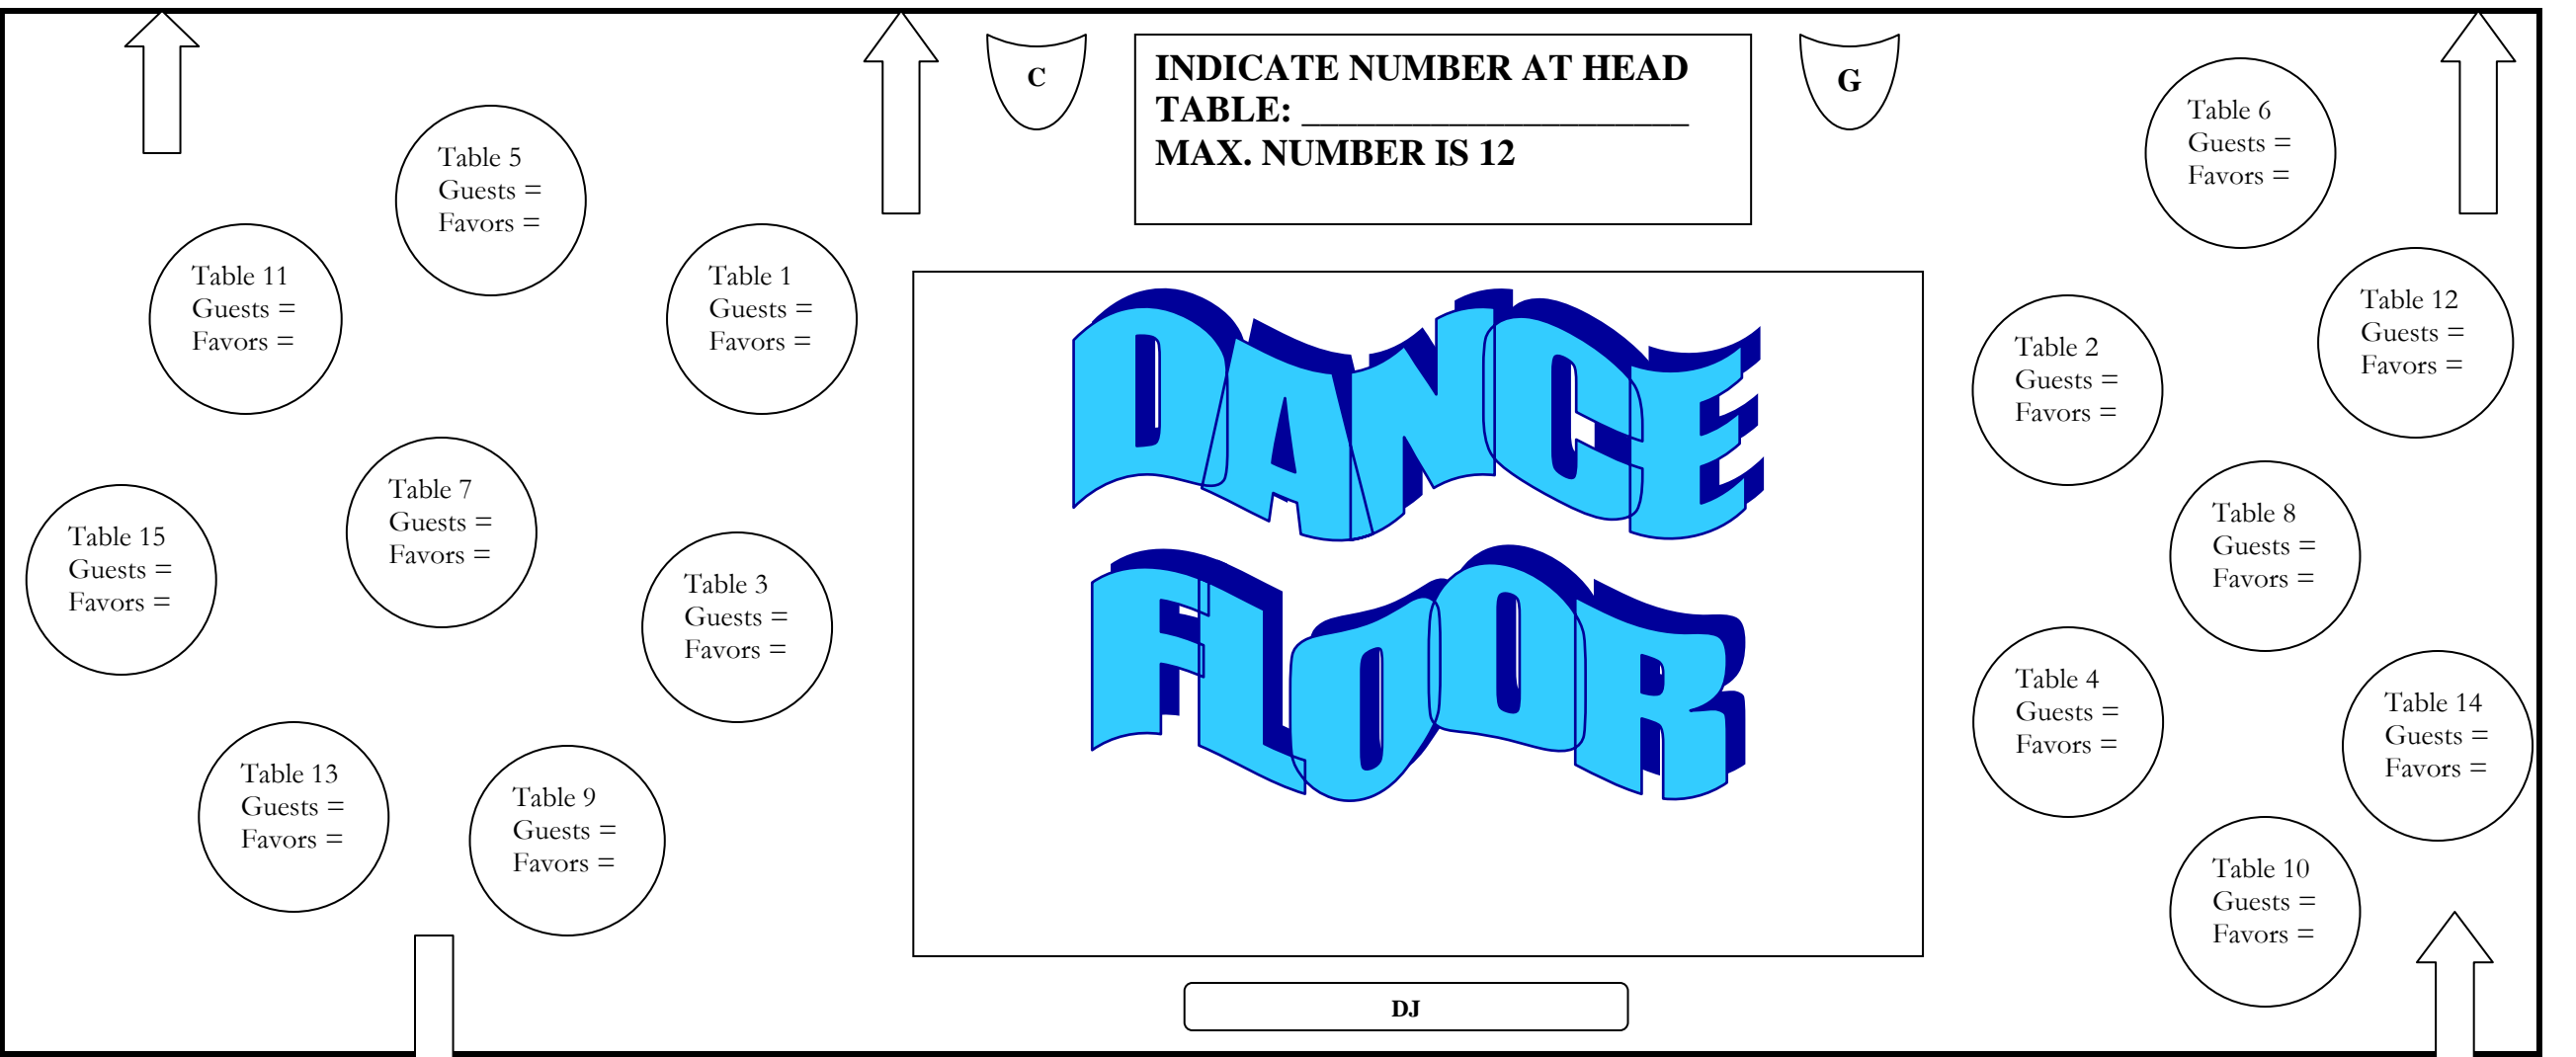 C
INDICATE NUMBER AT HEAD
TABLE: _____________________
MAX. NUMBER IS 12
G
Table 6
Guests =
Favors =
Table 5
Guests =
Favors =
Table 11
Guests =
Favors =
Table 1
Guests =
Favors =
Table 12
Guests =
Favors =
Table 2
Guests =
Favors =
DANCE
FLOOR
Table 7
Guests =
Favors =
Table 8
Guests =
Favors =
Table 15
Guests =
Favors =
Table 3
Guests =
Favors =
Table 4
Guests =
Favors =
Table 14
Guests =
Favors =
Table 13
Guests =
Favors =
Table 9
Guests =
Favors =
Table 10
Guests =
Favors =
DJ